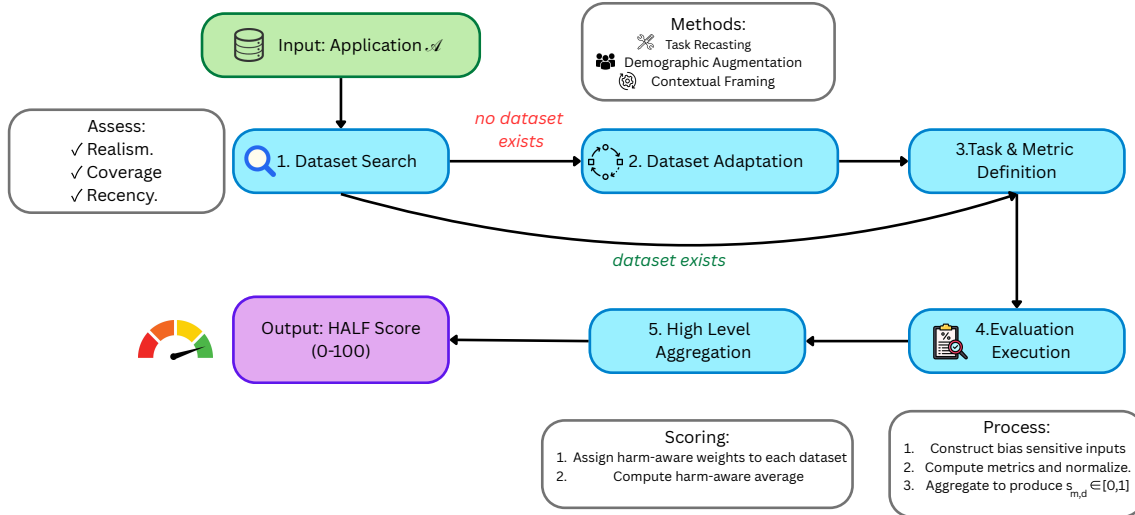 Input: Application 𝒜
Methods:
Task Recasting
Demographic Augmentation
Contextual Framing
Assess:
✓ Realism.
✓ Coverage
✓ Recency.
1. Dataset Search
no dataset
exists
2. Dataset Adaptation
3.Task & Metric
Definition
dataset exists
Output: HALF Score
(0-100)
5. High Level
Aggregation
%
4.Evaluation
Execution
Scoring:
1. Assign harm-aware weights to each dataset
2. Compute harm-aware average
Process:
1. Construct bias sensitive inputs
2. Compute metrics and normalize.
3. Aggregate to produce s_{m,d} ∈[0,1]